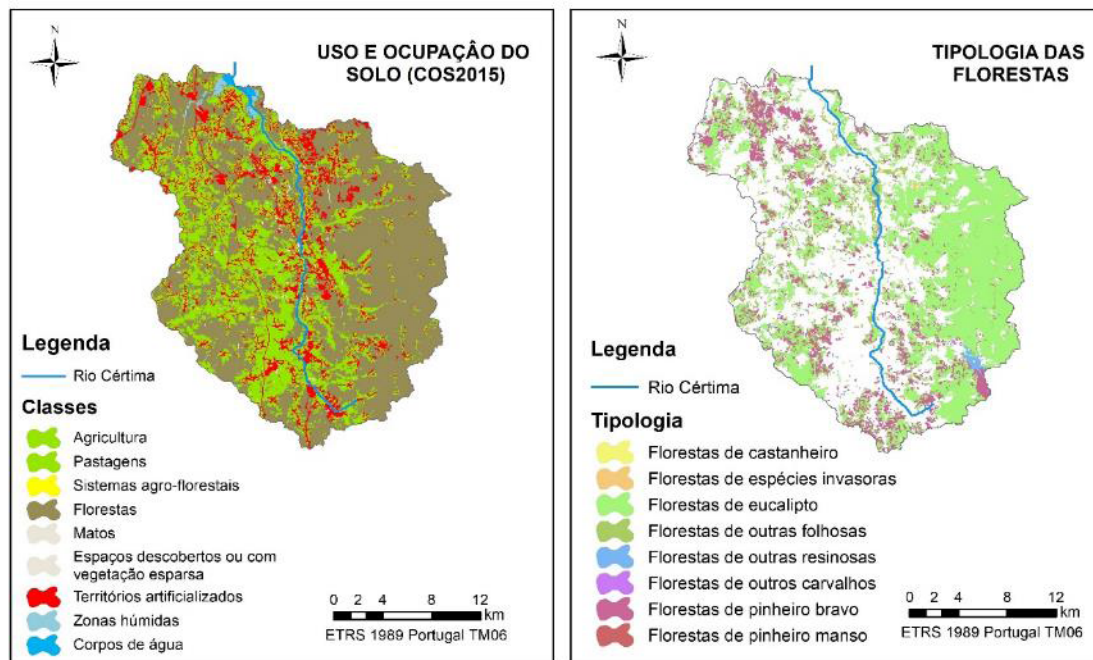 N
USO E OCUPAÇÂO DO
SOLO (COS2015)
Legenda
Rio Cértima
Classes
Agricultura
Pastagens
Sistemas agro-florestais
Florestas
Matos
Espaços descobertos ou com
vegetação esparsa
Territórios artificializados
Zonas húmidas
Corpos de água
0 2 4 8 12
km
ETRS 1989 Portugal TM06
N
TIPOLOGIA DAS
FLORESTAS
Legenda
Rio Cértima
Tipologia
Florestas de castanheiro
Florestas de espécies invasoras
Florestas de eucalipto
Florestas de outras folhosas
Florestas de outras resinosas
Florestas de outros carvalhos
Florestas de pinheiro bravo
Florestas de pinheiro manso
0 2 4 8 12
km
ETRS 1989 Portugal TM06